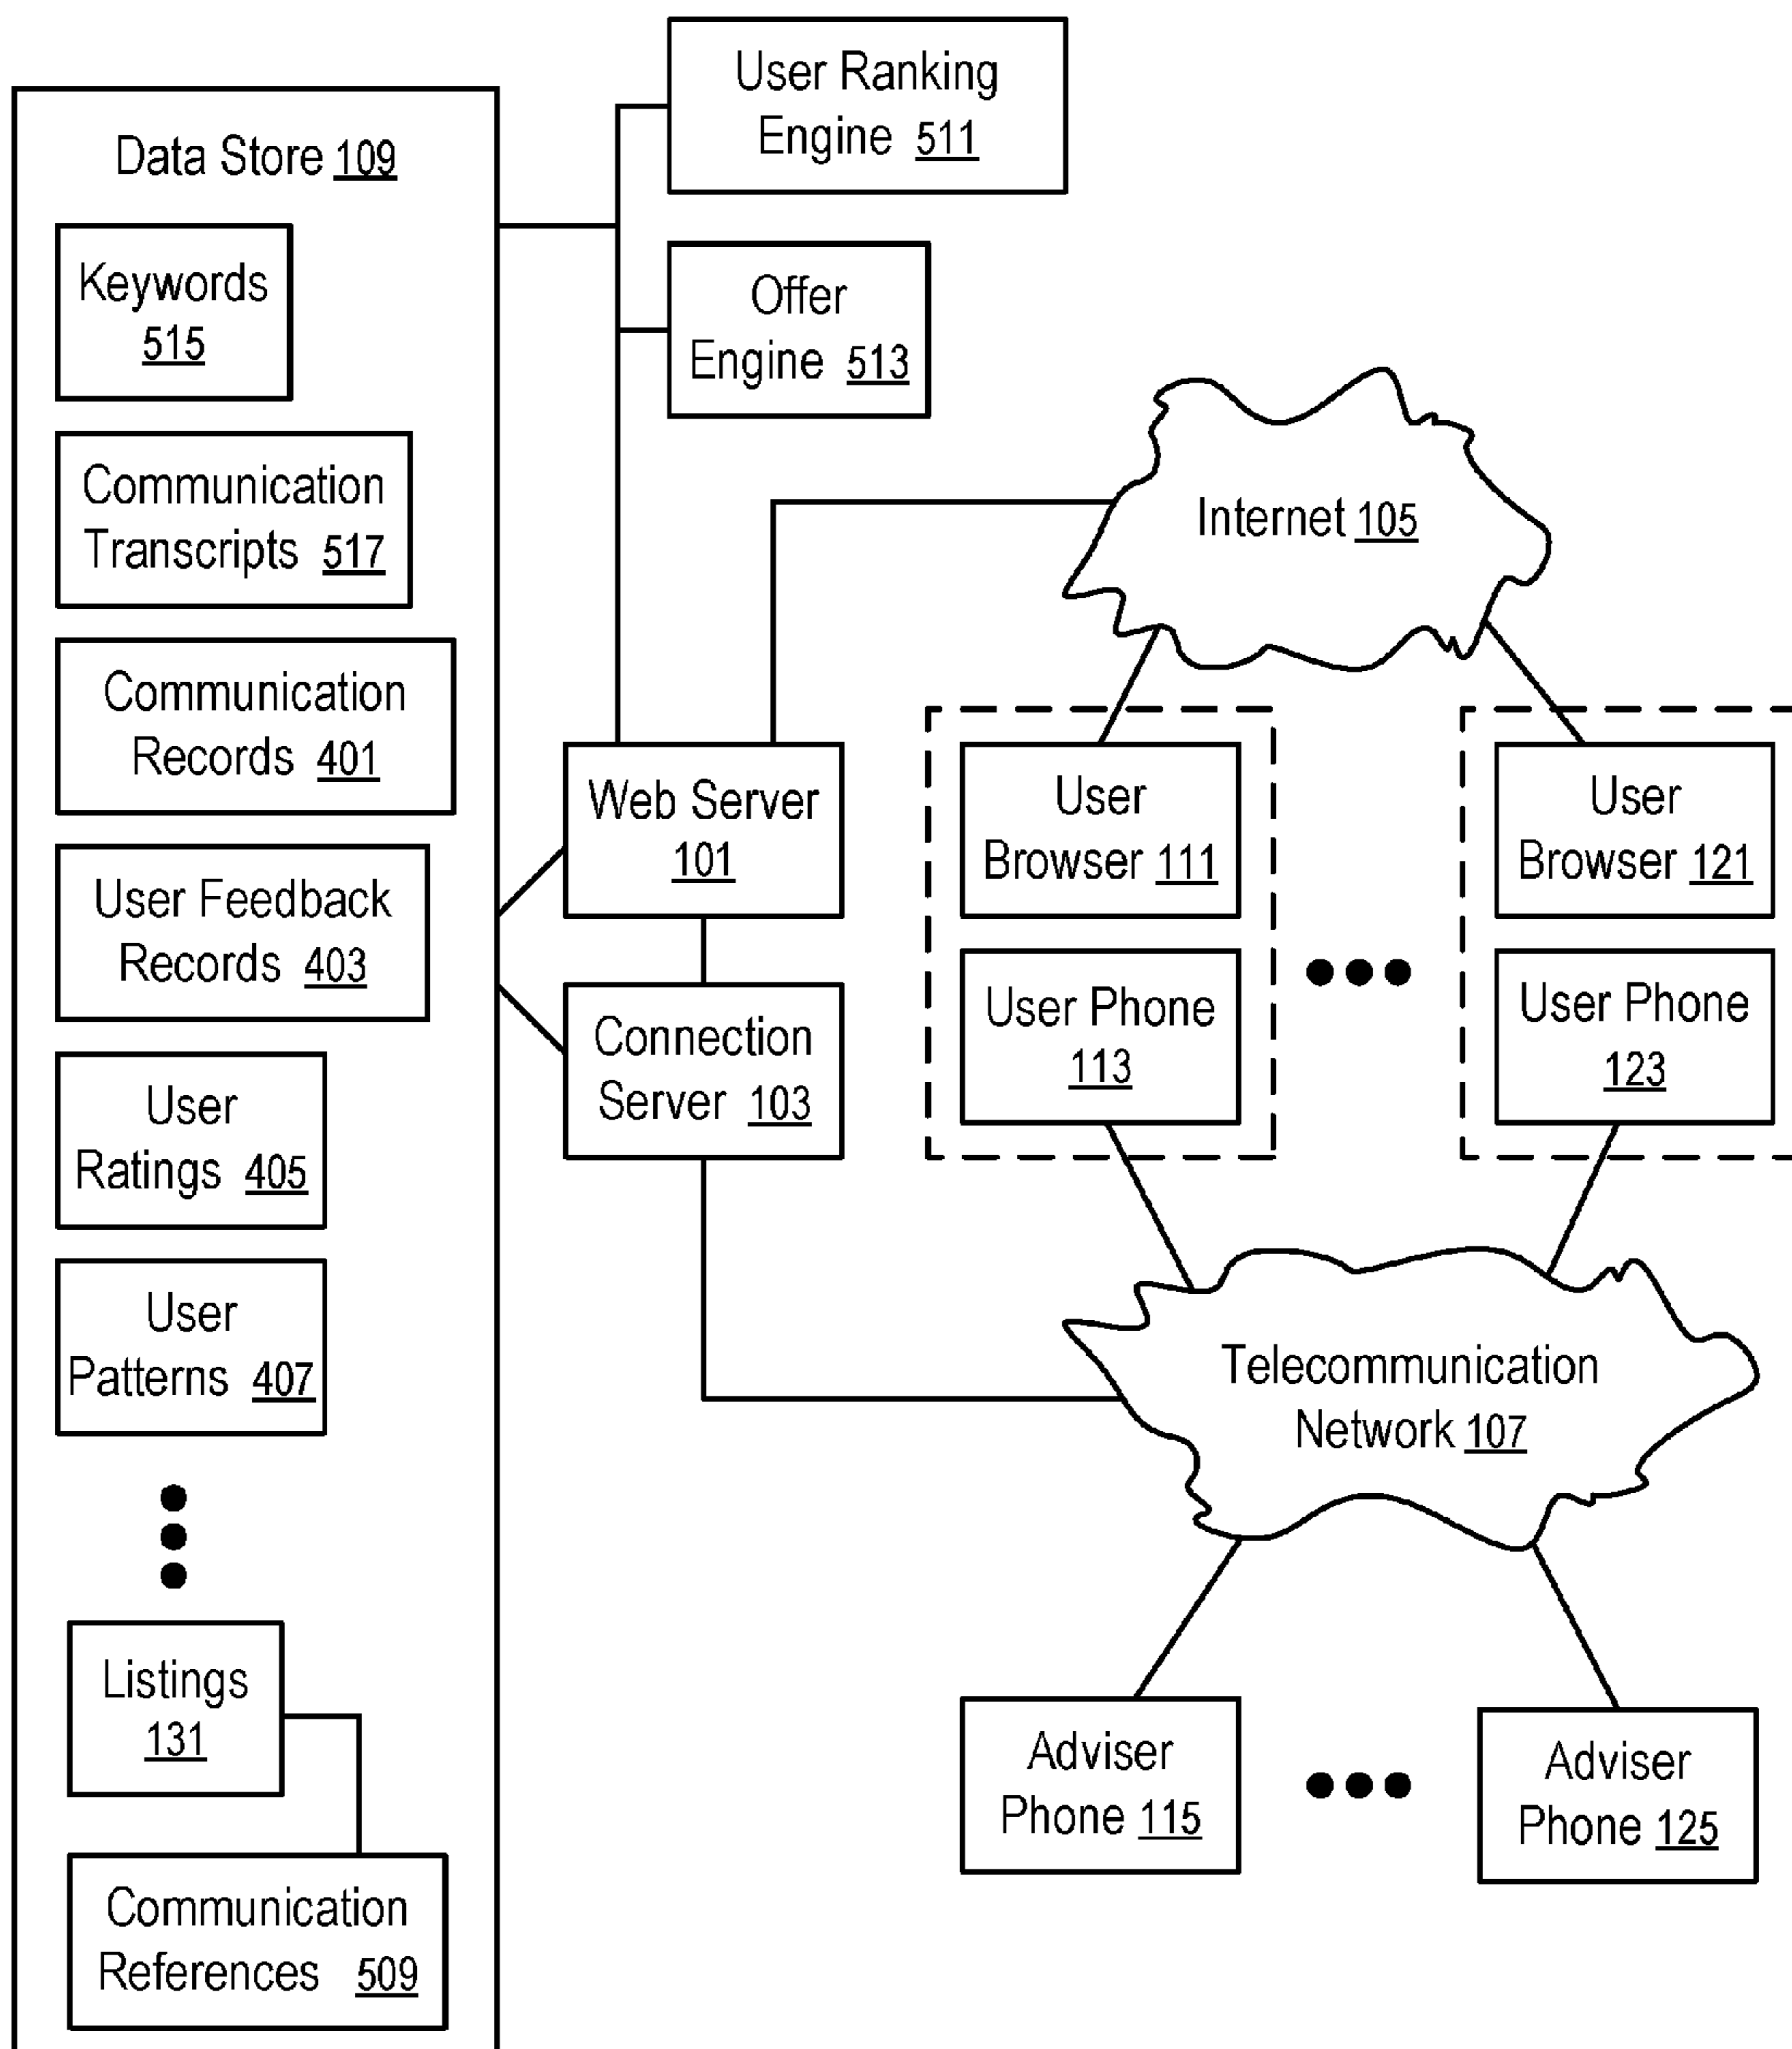 Data Store 109
Keywords
515
Communication
Transcripts 517
Communication
Records 401
User Feedback
Records 403
User
Ratings 405
User
Patterns 407
Listings
131
Communication
References 509
User Ranking
Engine 511
Offer
Engine 513
Web Server
101
Connection
Server 103
Internet 105
User
Browser 111
User Phone
113
User
Browser 121
User Phone
123
Telecommunication
Network 107
Adviser
Phone 115
Adviser
Phone 125